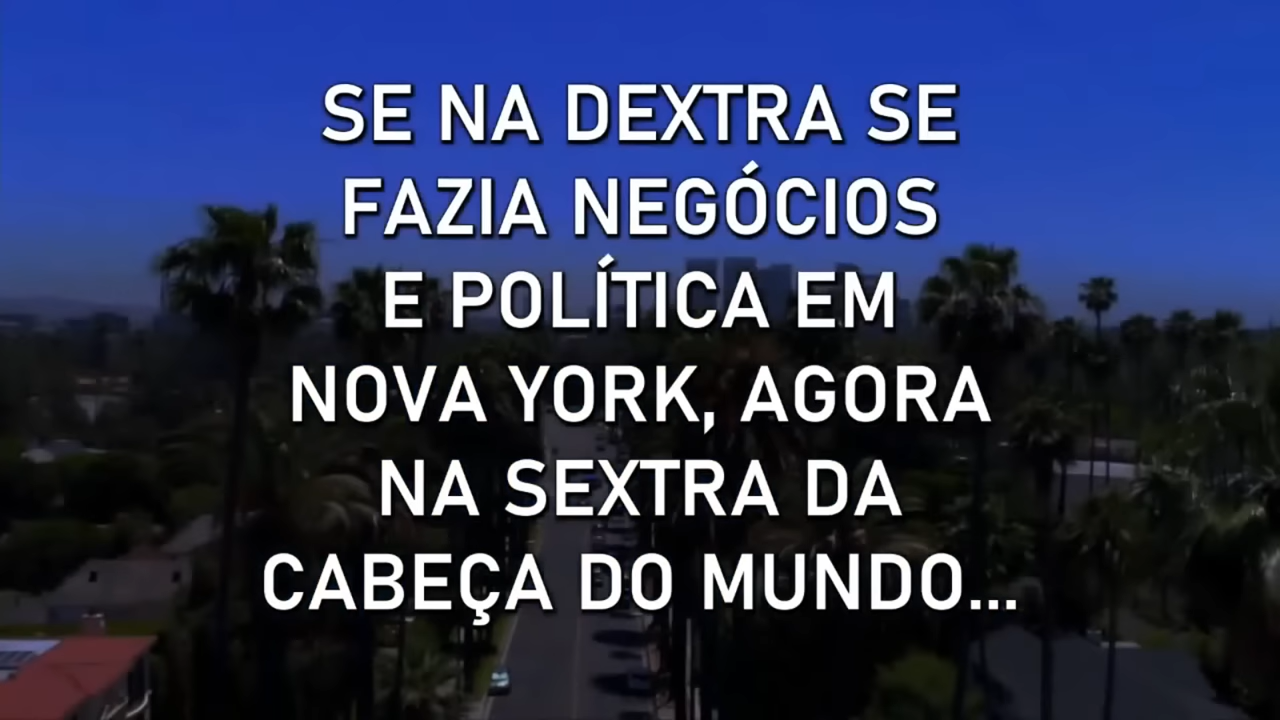 SE NA DEXTRA SE
FAZIA NEGÓCIOS
E POLÍTICA EM
NOVA YORK, AGORA
NA SEXTRA DA
CABEÇA DO MUNDO...